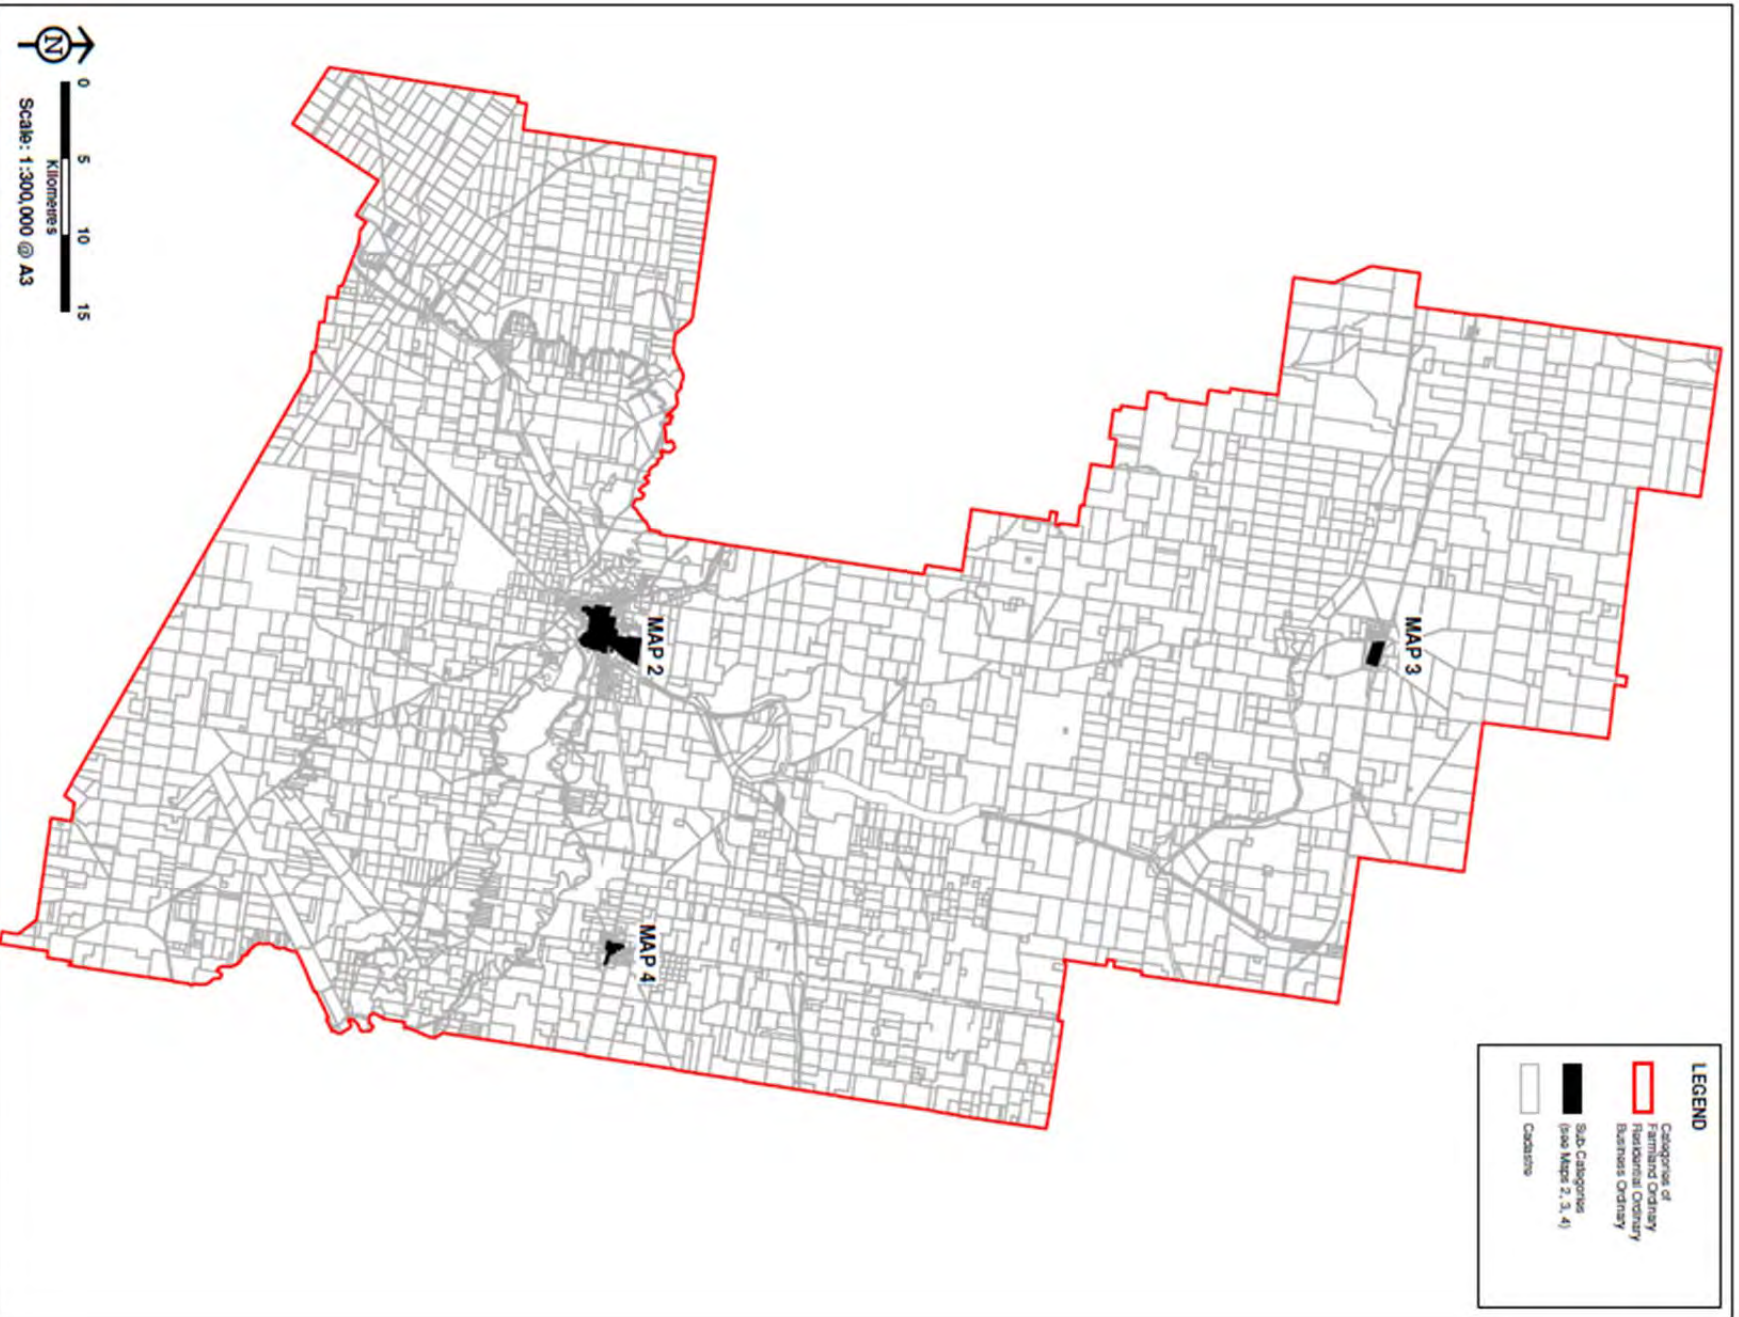 LEGEND
Categories of
Farmland Ordinary
Residential Ordinary
Business Ordinary
Sub-Categories
(see Maps 2, 3, 4)
Cadastre
MAP 3
MAP 2
MAP 4
N
0 5 10 15
Kilometres
Scale: 1:300,000 @ A3